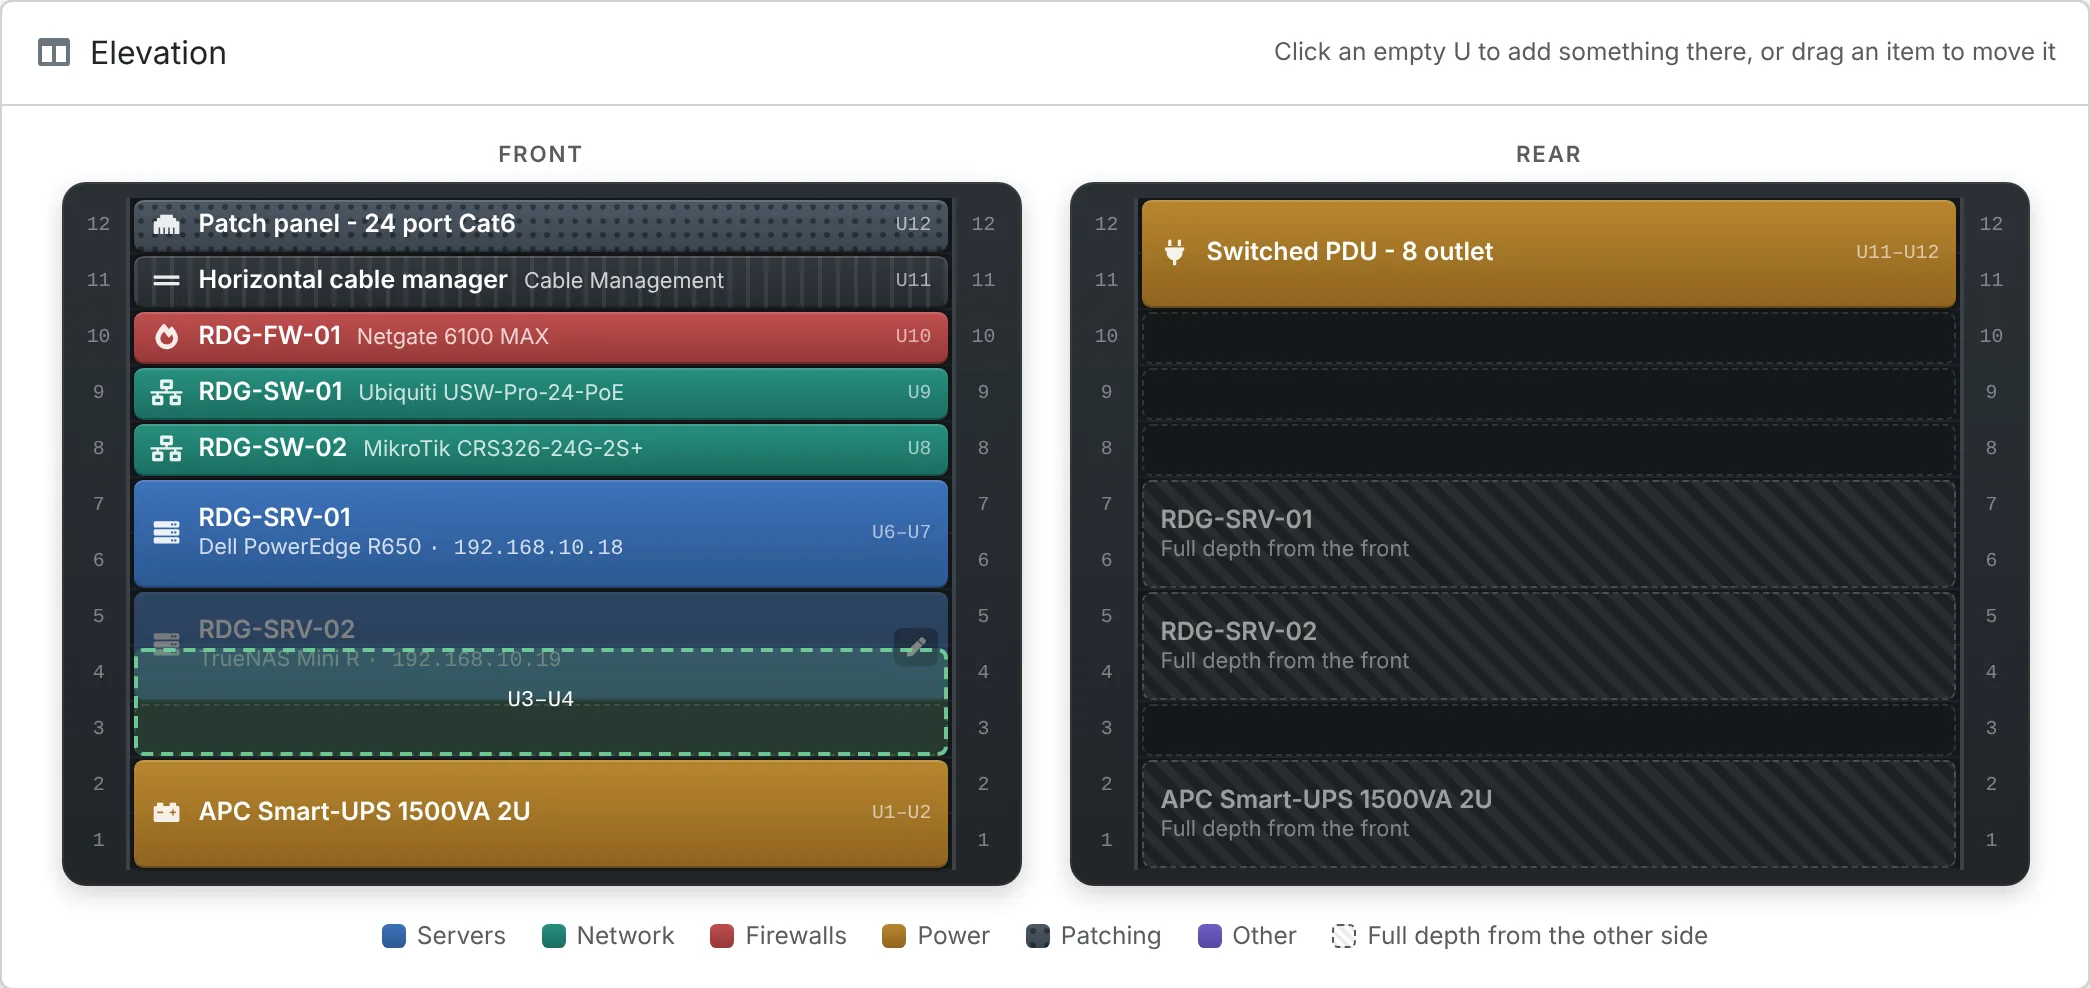 Elevation
Click an empty U to add something there, or drag an item to move it
FRONT
12 Patch panel - 24 port Cat6 U12 12
11 Horizontal cable manager Cable Management U11 11
10 RDG-FW-01 Netgate 6100 MAX U10 10
9 RDG-SW-01 Ubiquiti USW-Pro-24-PoE U9 9
8 RDG-SW-02 MikroTik CRS326-24G-2S+ U8 8
7 7
RDG-SRV-01
Dell PowerEdge R650 · 192.168.10.18 U6–U7
6 6
5 5
RDG-SRV-02
TrueNAS Mini R · 192.168.10.19
4 4
U3–U4
3 3
2 2
APC Smart-UPS 1500VA 2U U1–U2
1 1
REAR
12 12
Switched PDU - 8 outlet U11–U12
11 11
10 10
9 9
8 8
7 7
RDG-SRV-01
Full depth from the front
6 6
5 5
RDG-SRV-02
Full depth from the front
4 4
3 3
2 2
APC Smart-UPS 1500VA 2U
Full depth from the front
1 1
Servers Network Firewalls Power Patching Other Full depth from the other side